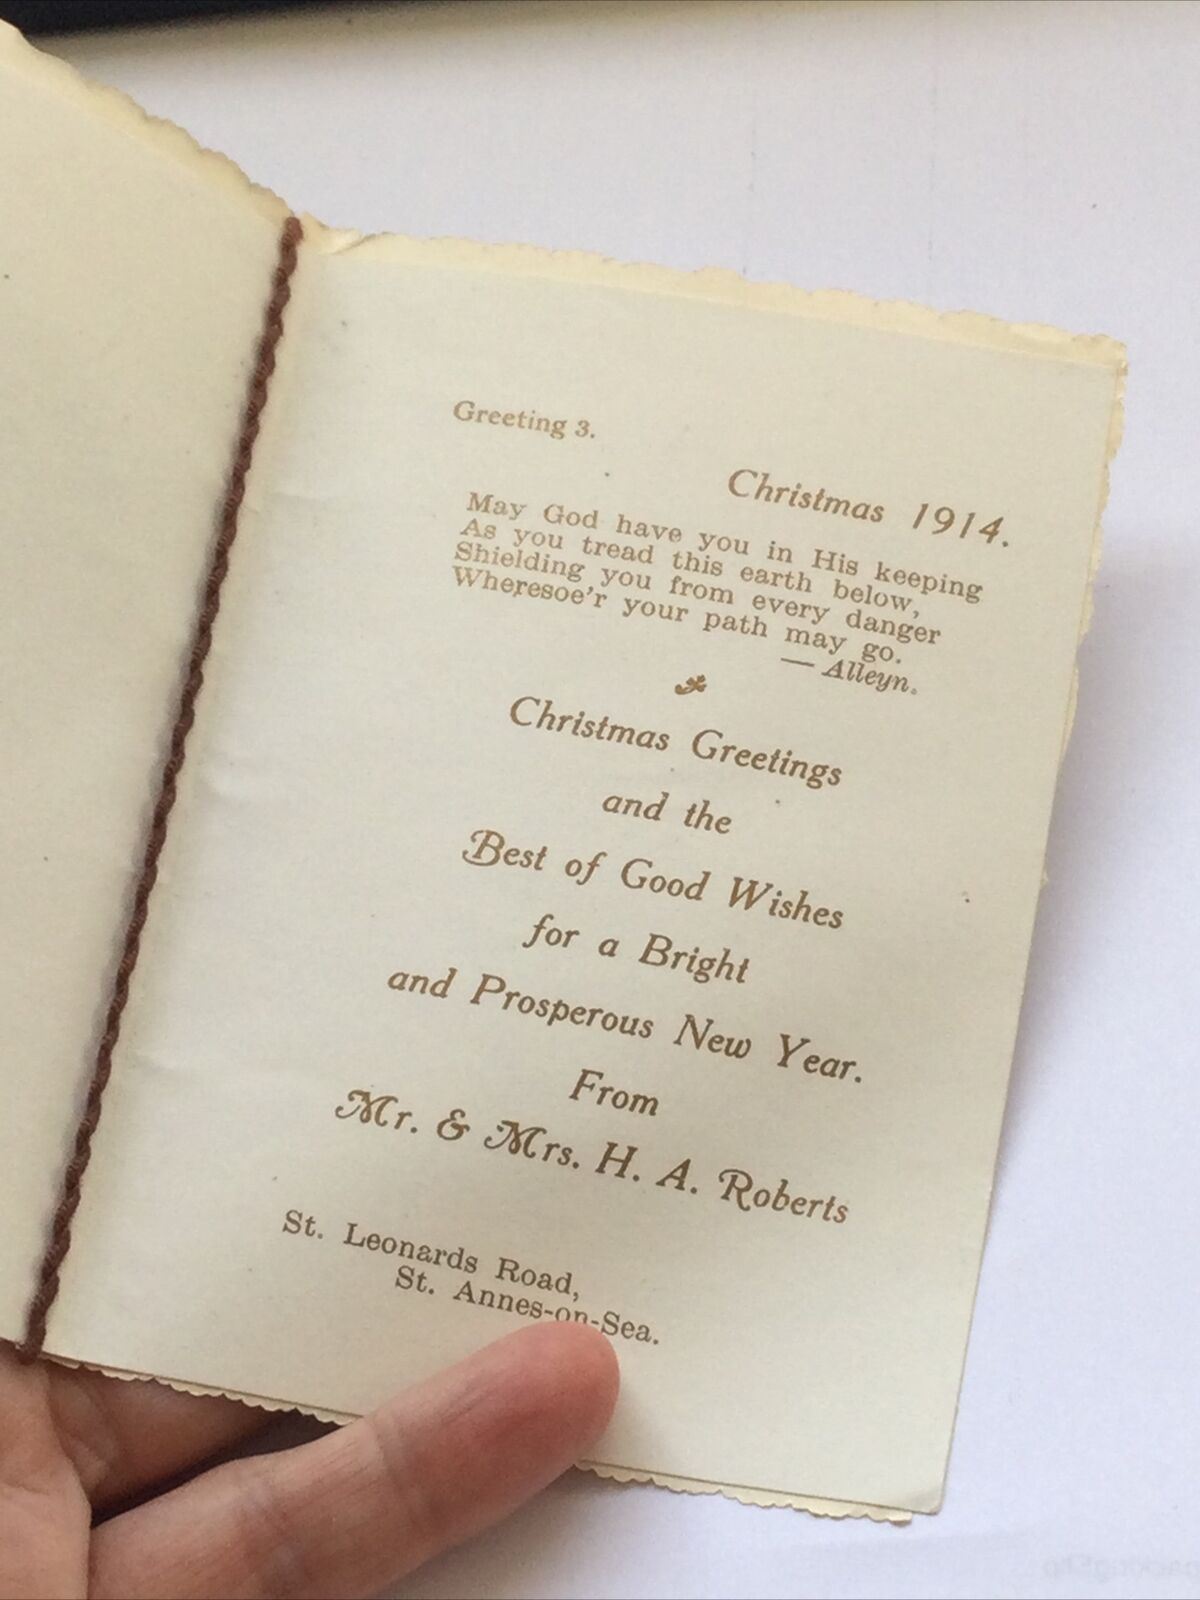 Greeting 3.
Christmas 1914.
May God have you in His keeping
As you tread this earth below,
Shielding you from every danger
Wheresoe'r your path may go.
— Alleyn.
Christmas Greetings
and the
Best of Good Wishes
for a Bright
and Prosperous New Year.
From
Mr. & Mrs. H. A. Roberts
St. Leonards Road,
St. Annes-on-Sea.